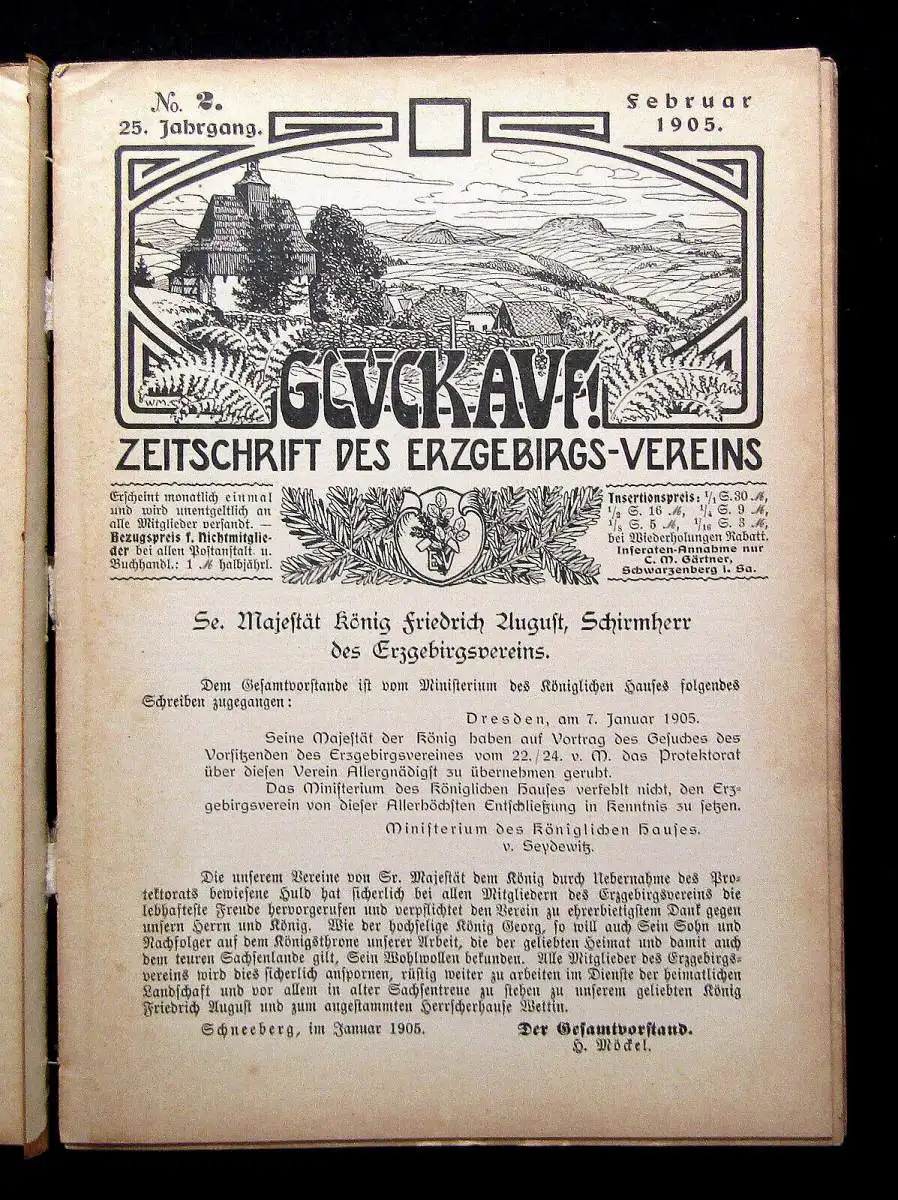 No. 2.
25. Jahrgang.
Februar
1905.
W.M.
GLÜCKAUF!
ZEITSCHRIFT DES ERZGEBIRGS-VEREINS
Erscheint monatlich einmal
und wird unentgeltlich an
alle Mitglieder versandt. —
Bezugspreis f. Nichtmitglie-
der bei allen Postanstalt. u.
Buchhandl.: 1 M halbjährl.
Insertionspreis: 1/1 S. 30 M,
1/2 S. 16 M, 1/4 S. 9 M,
1/8 S. 5 M, 1/16 S. 3 M,
bei Wiederholungen Rabatt.
Inseraten-Annahme nur
C. M. Gärtner,
Schwarzenberg i. Sa.
Se. Majestät König Friedrich August, Schirmherr
des Erzgebirgsvereins.
Dem Gesamtvorstande ist vom Ministerium des Königlichen Hauses folgendes
Schreiben zugegangen:
Dresden, am 7. Januar 1905.
Seine Majestät der König haben auf Vortrag des Gesuches des
Vorsitzenden des Erzgebirgsvereines vom 22./24. v. M. das Protektorat
über diesen Verein Allergnädigst zu übernehmen geruht.
Das Ministerium des Königlichen Hauses verfehlt nicht, den Erz-
gebirgsverein von dieser Allerhöchsten Entschließung in Kenntnis zu setzen.
Ministerium des Königlichen Hauses.
v. Seydewitz.
Die unserem Vereine von Sr. Majestät dem König durch Uebernahme des Pro-
tektorats bewiesene Huld hat sicherlich bei allen Mitgliedern des Erzgebirgsvereins die
lebhafteste Freude hervorgerufen und verpflichtet den Verein zu ehrerbietigstem Dank gegen
unsern Herrn und König. Wie der hochselige König Georg, so will auch Sein Sohn und
Nachfolger auf dem Königsthrone unserer Arbeit, die der geliebten Heimat und damit auch
dem teuren Sachsenlande gilt, Sein Wohlwollen bekunden. Alle Mitglieder des Erzgebirgs-
vereins wird dies sicherlich anspornen, rüstig weiter zu arbeiten im Dienste der heimatlichen
Landschaft und vor allem in alter Sachsentreue zu stehen zu unserem geliebten König
Friedrich August und zum angestammten Herrscherhause Wettin.
Schneeberg, im Januar 1905.
Der Gesamtvorstand.
H. Möckel.